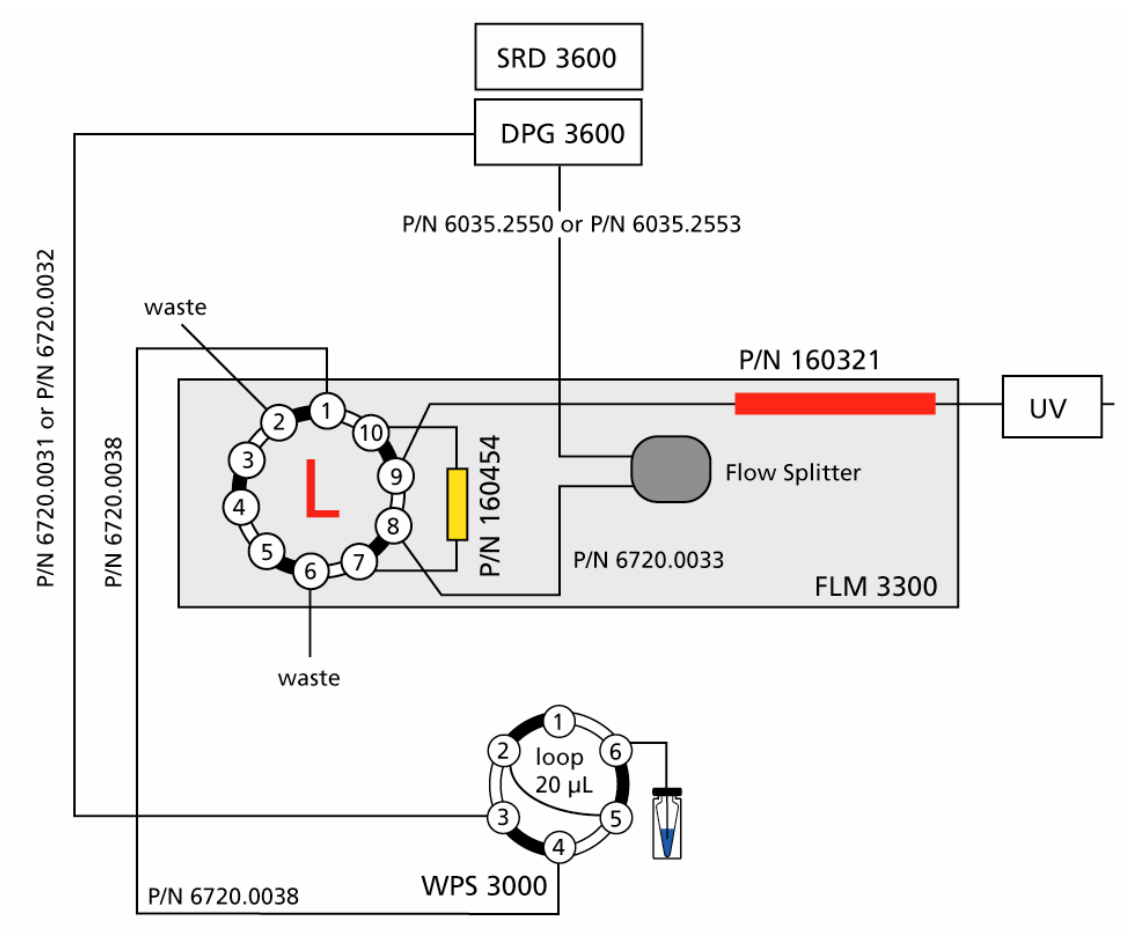 SRD 3600
DPG 3600
P/N 6035.2550 or P/N 6035.2553
P/N 6720.0031 or P/N 6720.0032
P/N 6720.0038
waste
P/N 160321
UV
1
2
3
4
5
6
7
8
9
10
L
P/N 160454
Flow Splitter
P/N 6720.0033
FLM 3300
waste
1
2
3
4
5
6
loop
20 µL
WPS 3000
P/N 6720.0038